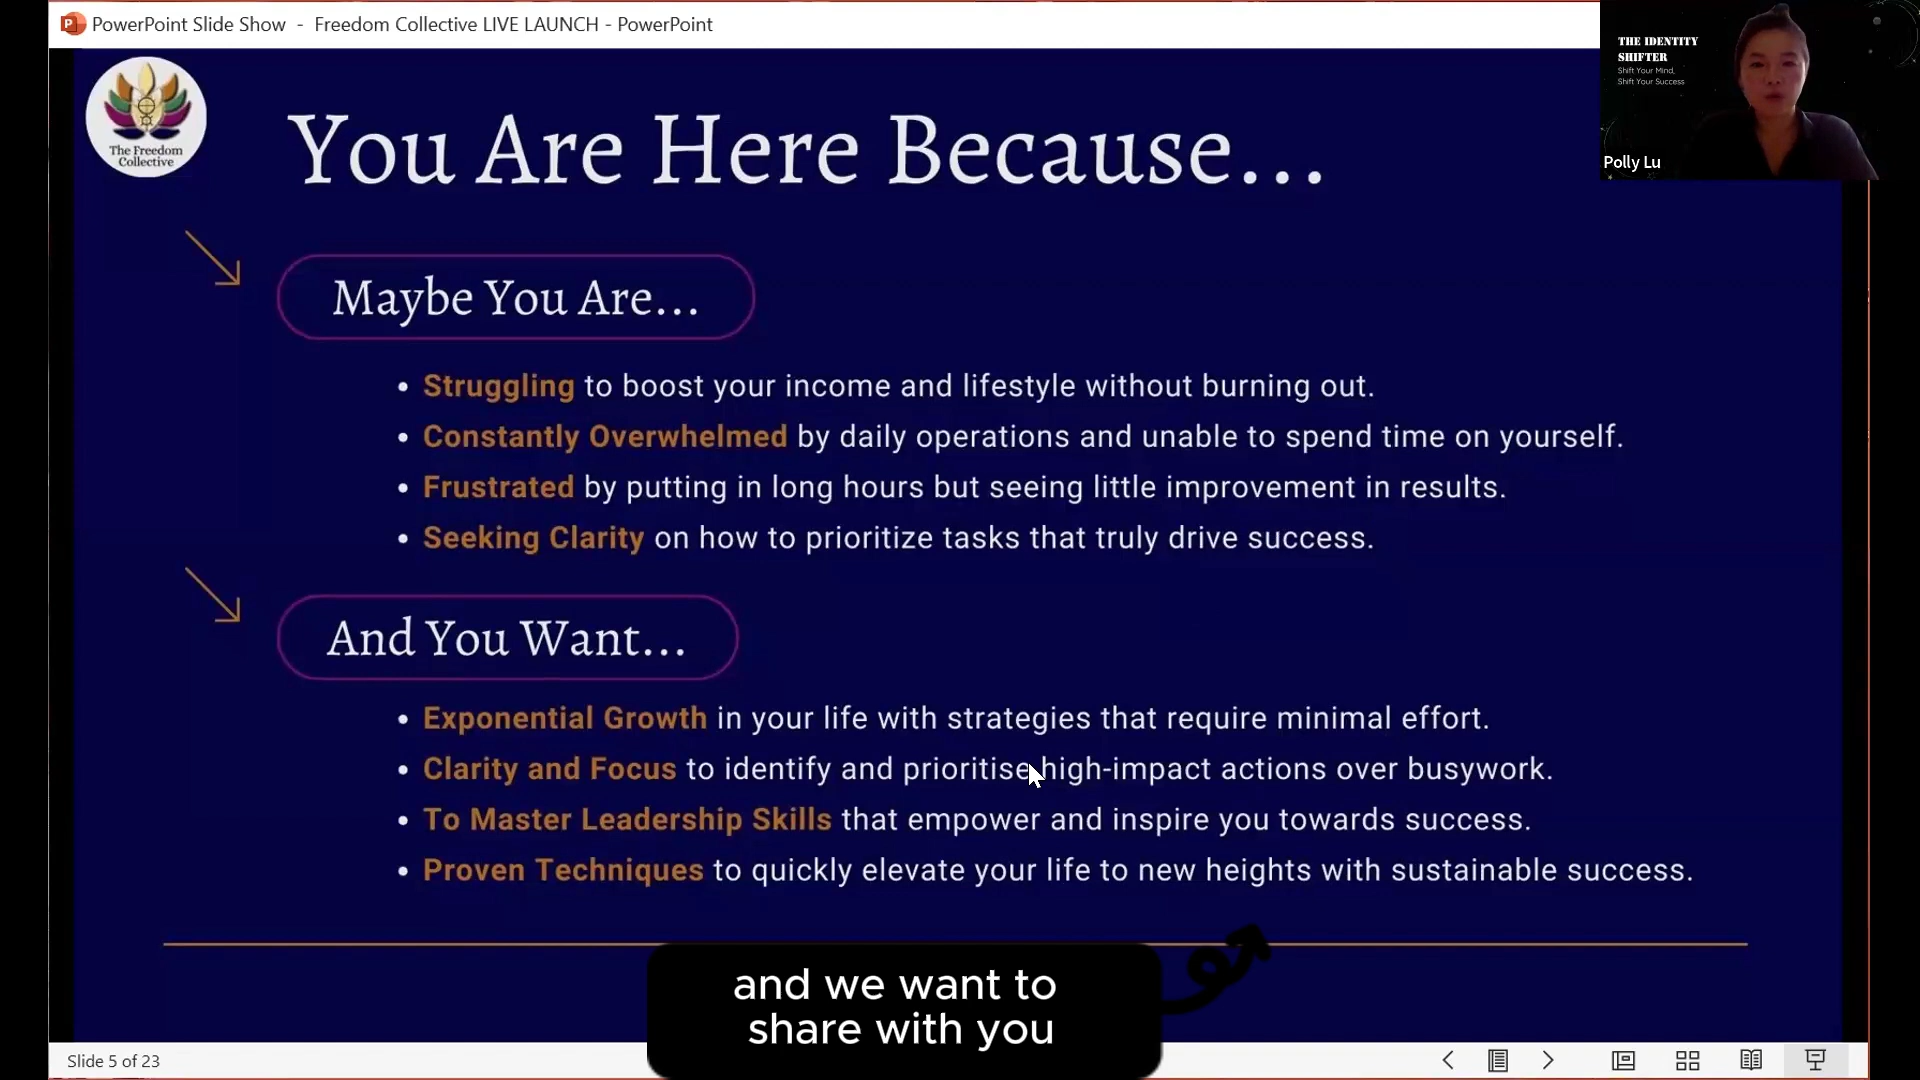 PowerPoint Slide Show - Freedom Collective LIVE LAUNCH - PowerPoint
THE IDENTITY
SHIFTER
Shift Your Mind,
Shift Your Success
Polly Lu
The Freedom
Collective
You Are Here Because...
Maybe You Are...
• Struggling to boost your income and lifestyle without burning out.
• Constantly Overwhelmed by daily operations and unable to spend time on yourself.
• Frustrated by putting in long hours but seeing little improvement in results.
• Seeking Clarity on how to prioritize tasks that truly drive success.
And You Want...
• Exponential Growth in your life with strategies that require minimal effort.
• Clarity and Focus to identify and prioritise high-impact actions over busywork.
• To Master Leadership Skills that empower and inspire you towards success.
• Proven Techniques to quickly elevate your life to new heights with sustainable success.
and we want to
share with you
Slide 5 of 23